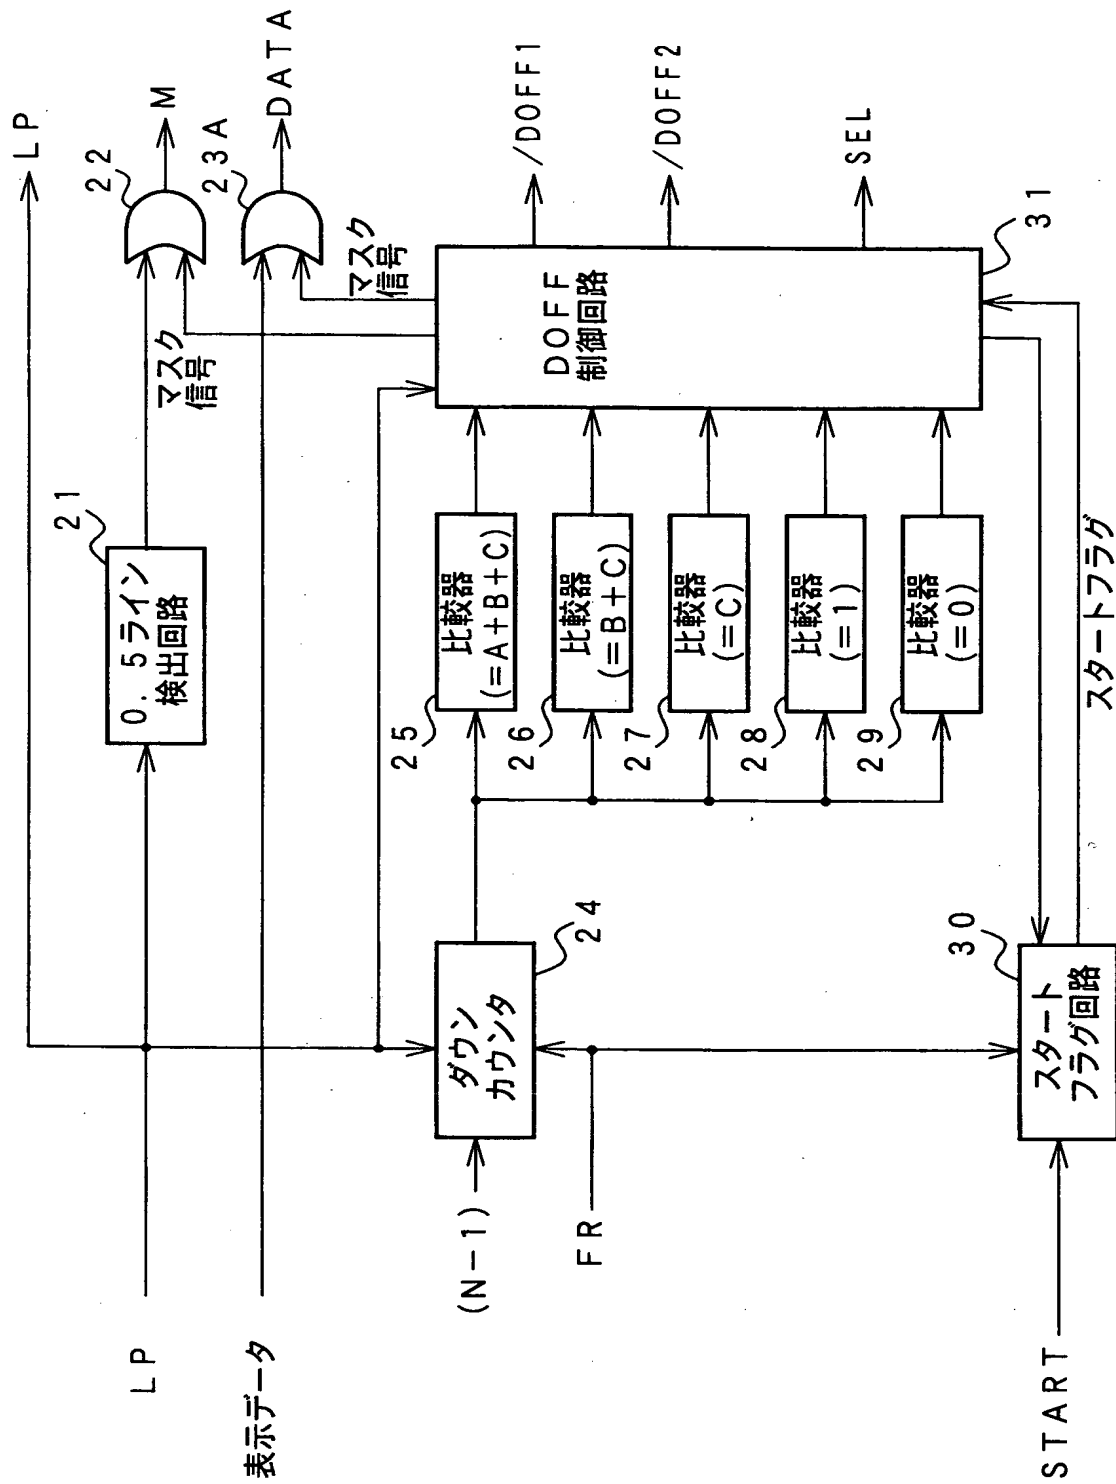 LP
22
M
23A
DATA
マスク
信号
マスク
信号
21
0.5ライン
検出回路
LP
表示データ
/DOFF1
/DOFF2
SEL
31
DOFF
制御回路
25
比較器
(=A+B+C)
26
比較器
(=B+C)
27
比較器
(=C)
28
比較器
(=1)
29
比較器
(=0)
24
ダウン
カウンタ
(N-1)
FR
30
スタート
フラグ回路
スタートフラグ
START